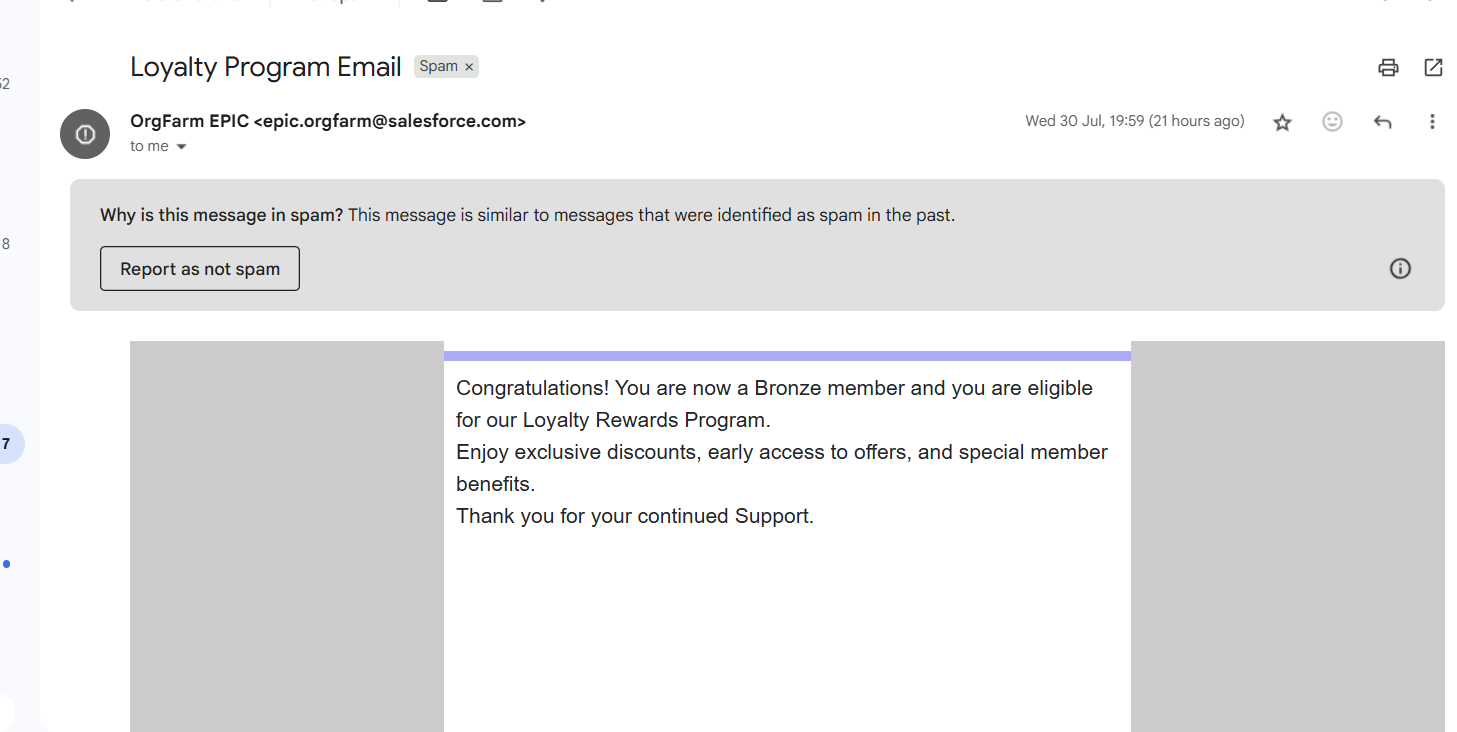 Loyalty Program Email Spam ×
OrgFarm EPIC <epic.orgfarm@salesforce.com>
Wed 30 Jul, 19:59 (21 hours ago)
to me
Why is this message in spam? This message is similar to messages that were identified as spam in the past.
Report as not spam
Congratulations! You are now a Bronze member and you are eligible
for our Loyalty Rewards Program.
Enjoy exclusive discounts, early access to offers, and special member
benefits.
Thank you for your continued Support.
8
7